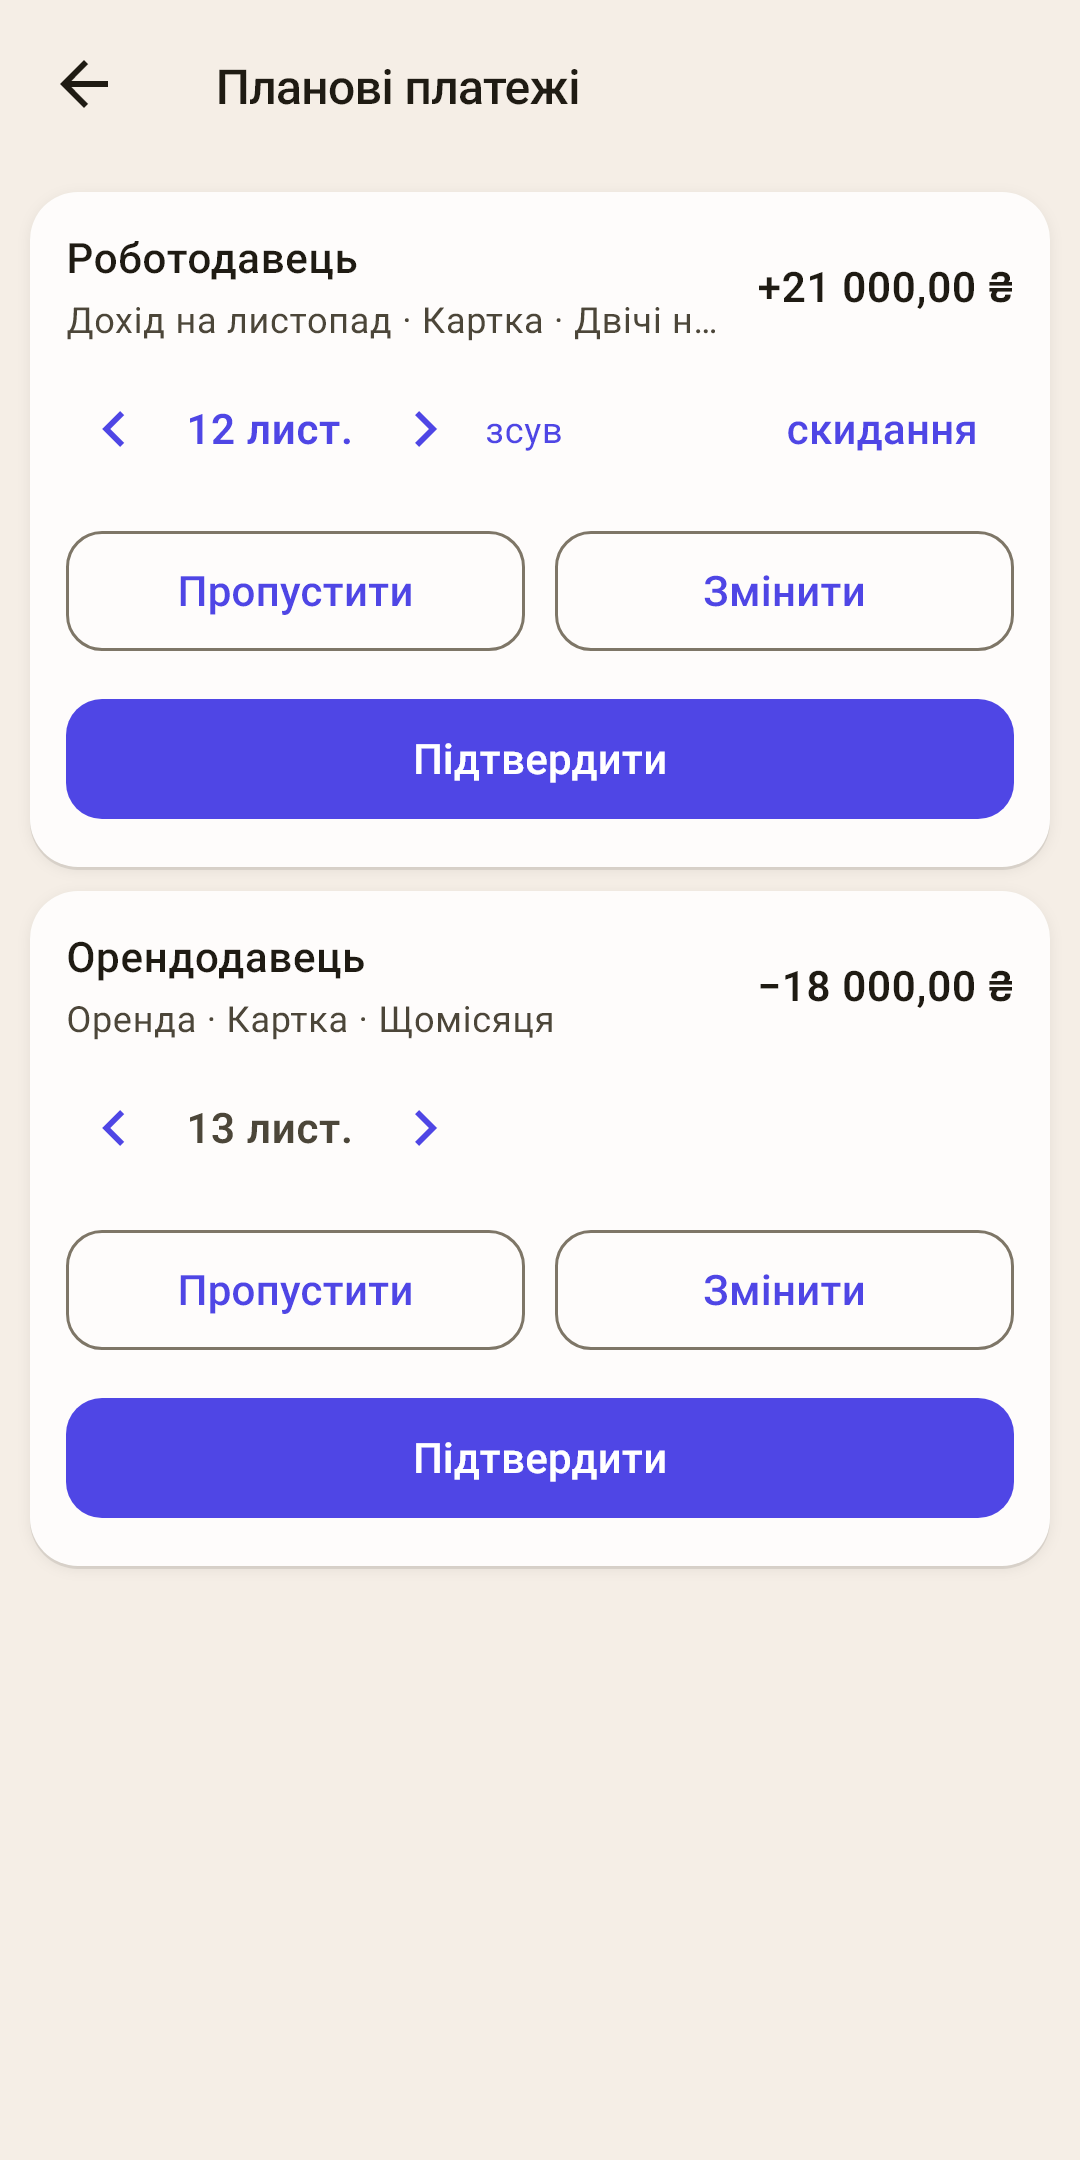 Планові платежі
Роботодавець
+21 000,00 ₴
Дохід на листопад · Картка · Двічі н…
12 лист.
зсув
скидання
Пропустити
Змінити
Підтвердити
Орендодавець
−18 000,00 ₴
Оренда · Картка · Щомісяця
13 лист.
Пропустити
Змінити
Підтвердити